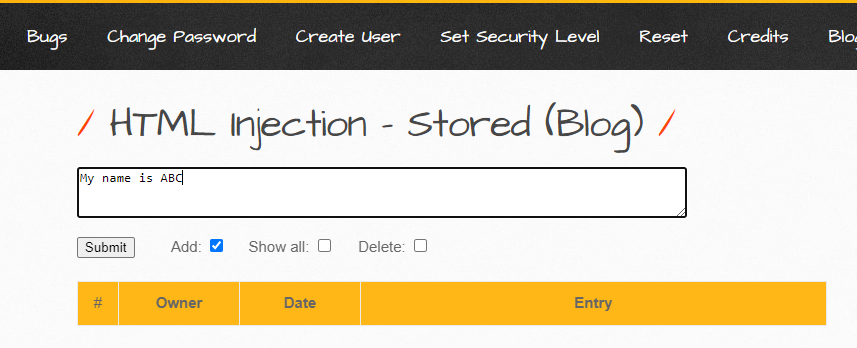 Bugs Change Password Create User Set Security Level Reset Credits Blog
/ HTML Injection - Stored (Blog) /
My name is ABC
Submit Add: Show all: Delete:
# Owner Date Entry